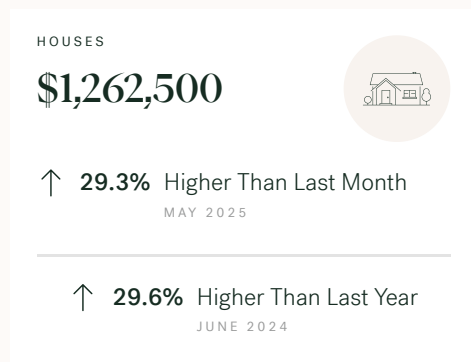 HOUSES
$1,262,500
↑ 29.3% Higher Than Last Month
MAY 2025
↑ 29.6% Higher Than Last Year
JUNE 2024